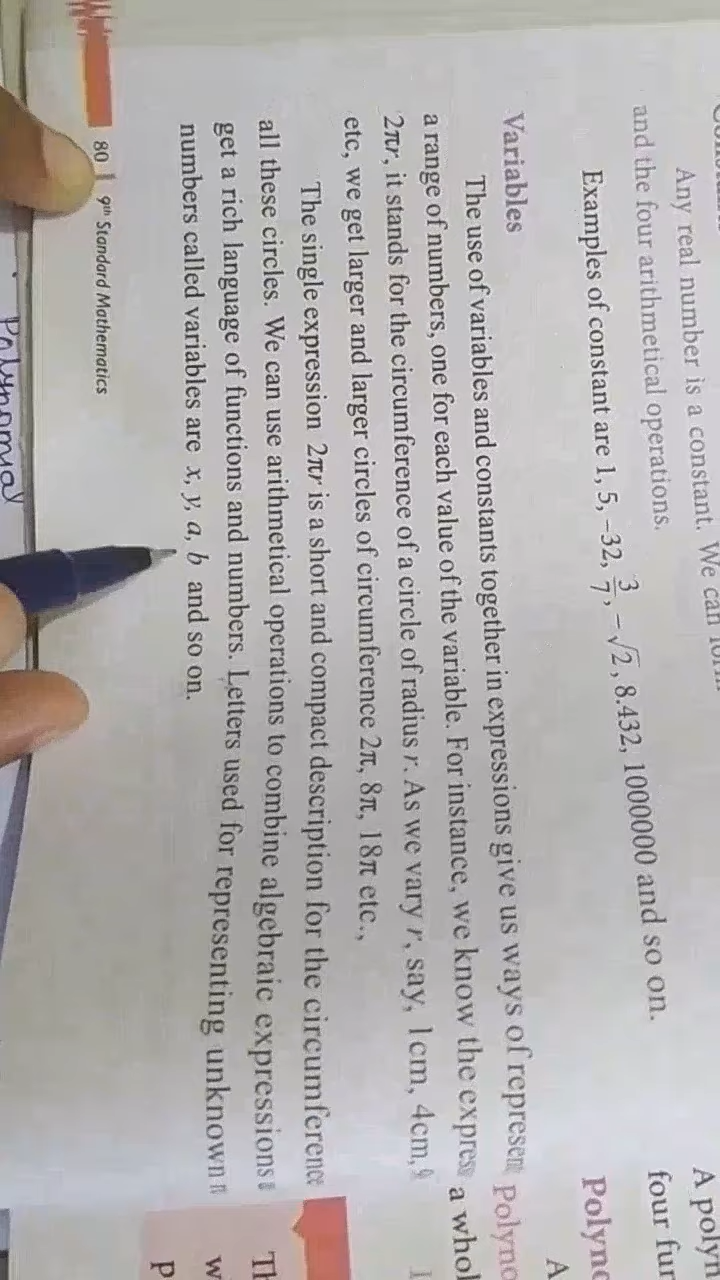 Any real number is a constant. We can
and the four arithmetical operations.
Examples of constant are 1, 5, −32, 3/7, −√2, 8.432, 1000000 and so on.
Variables
The use of variables and constants together in expressions give us ways of represen
a range of numbers, one for each value of the variable. For instance, we know the express
2πr, it stands for the circumference of a circle of radius r. As we vary r, say, 1cm, 4cm, 9
etc, we get larger and larger circles of circumference 2π, 8π, 18π etc.,
The single expression 2πr is a short and compact description for the circumference
all these circles. We can use arithmetical operations to combine algebraic expressions
get a rich language of functions and numbers. Letters used for representing unknown
numbers called variables are x, y, a, b and so on.
80 9th Standard Mathematics
A polyn
four fun
Polyno
A
Polyno
a whol
Th
w
p
Polynomial